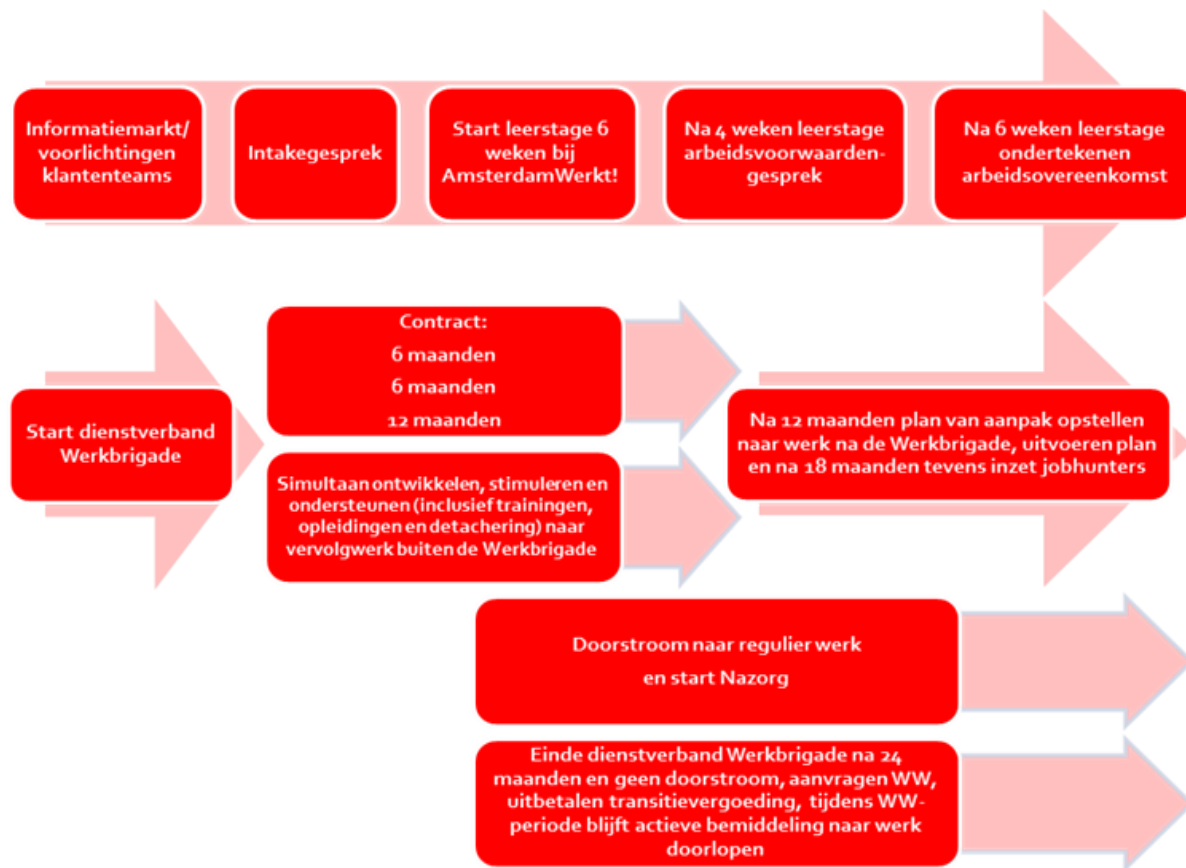 Informatiemarkt/
voorlichtingen
klantenteams
Intakegesprek
Start leerstage 6
weken bij
AmsterdamWerkt!
Na 4 weken leerstage
arbeidsvoorwaarden-
gesprek
Na 6 weken leerstage
ondertekenen
arbeidsovereenkomst
Start dienstverband
Werkbrigade
Contract:
6 maanden
6 maanden
12 maanden
Simultaan ontwikkelen, stimuleren en
ondersteunen (inclusief trainingen,
opleidingen en detachering) naar
vervolgwerk buiten de Werkbrigade
Na 12 maanden plan van aanpak opstellen
naar werk na de Werkbrigade, uitvoeren plan
en na 18 maanden tevens inzet jobhunters
Doorstroom naar regulier werk
en start Nazorg
Einde dienstverband Werkbrigade na 24
maanden en geen doorstroom, aanvragen WW,
uitbetalen transitievergoeding, tijdens WW-
periode blijft actieve bemiddeling naar werk
doorlopen